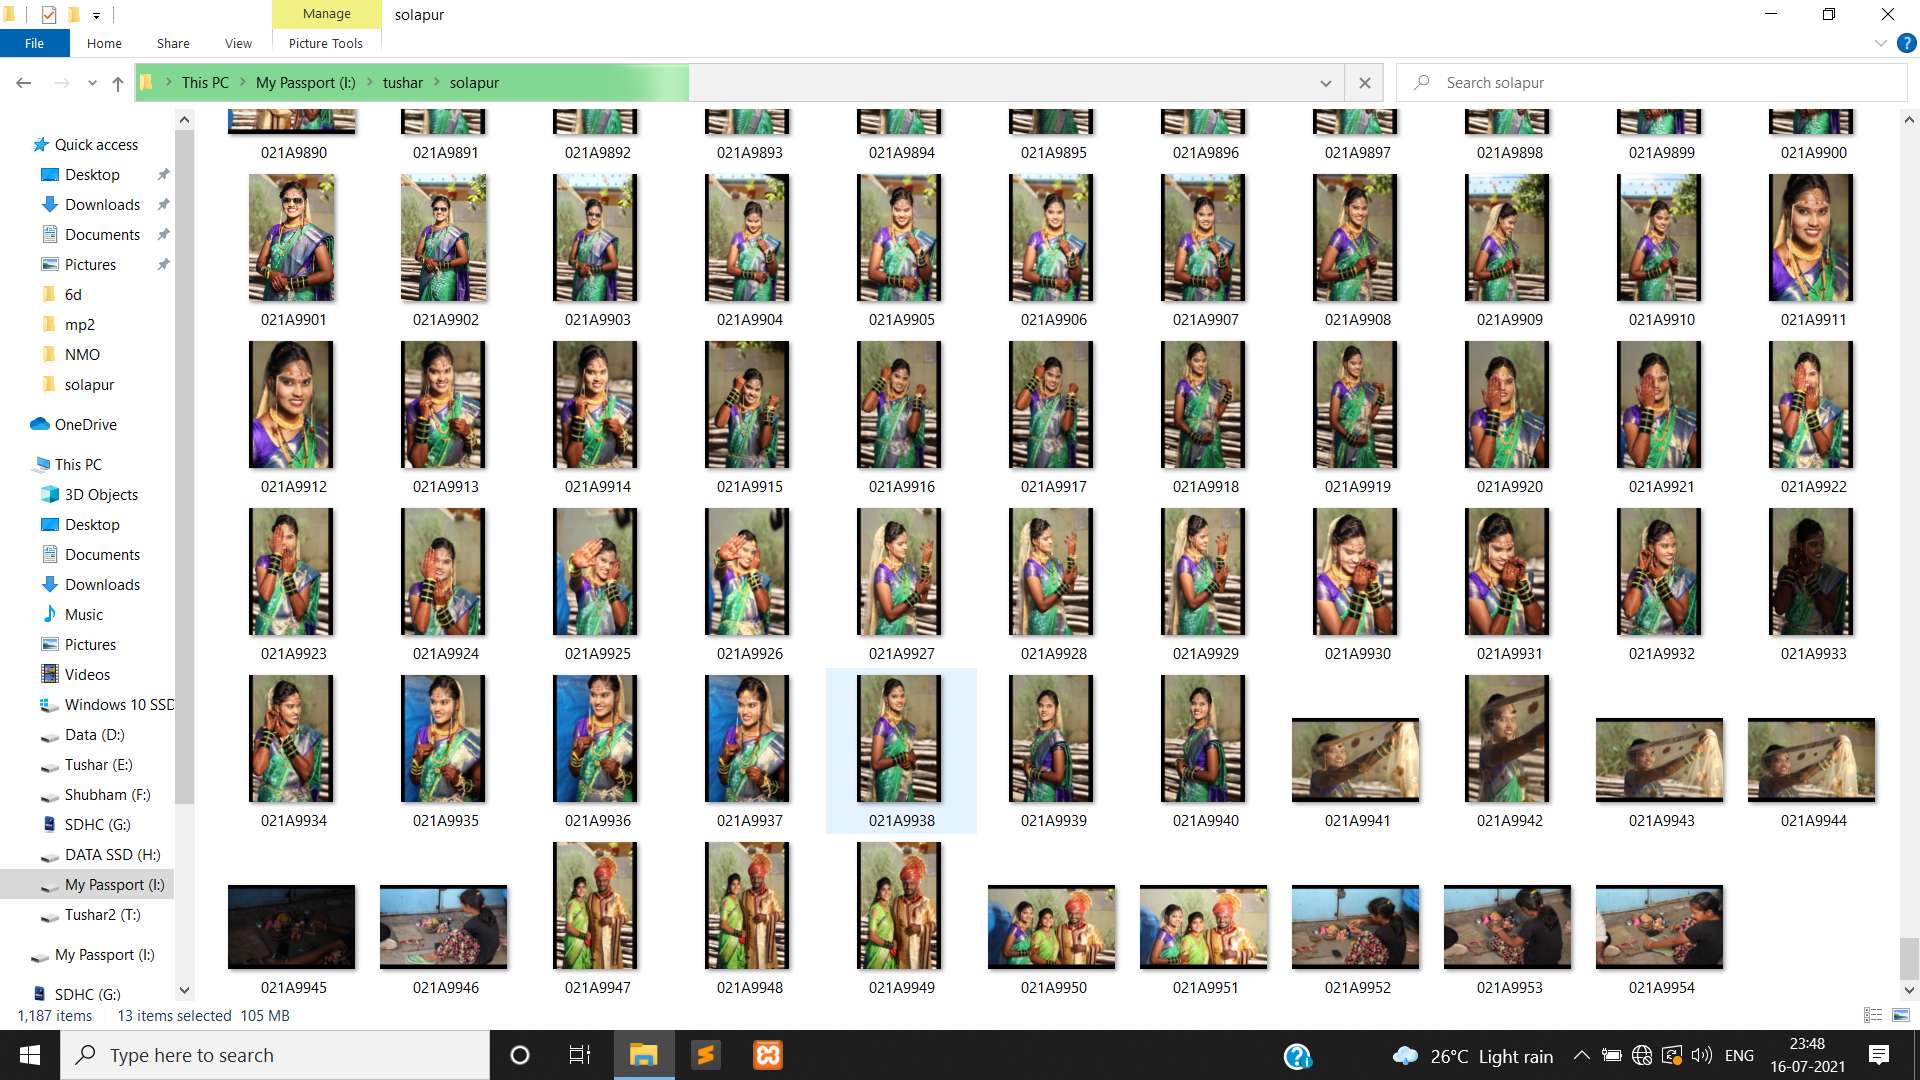 Manage
solapur
File
Home
Share
View
Picture Tools
This PC
My Passport (I:)
tushar
solapur
Search solapur
Quick access
Desktop
Downloads
Documents
Pictures
6d
mp2
NMO
solapur
OneDrive
This PC
3D Objects
Desktop
Documents
Downloads
Music
Pictures
Videos
Windows 10 SSD
Data (D:)
Tushar (E:)
Shubham (F:)
SDHC (G:)
DATA SSD (H:)
My Passport (I:)
Tushar2 (T:)
My Passport (I:)
SDHC (G:)
021A9890 021A9891 021A9892 021A9893 021A9894 021A9895 021A9896 021A9897 021A9898 021A9899 021A9900
021A9901 021A9902 021A9903 021A9904 021A9905 021A9906 021A9907 021A9908 021A9909 021A9910 021A9911
021A9912 021A9913 021A9914 021A9915 021A9916 021A9917 021A9918 021A9919 021A9920 021A9921 021A9922
021A9923 021A9924 021A9925 021A9926 021A9927 021A9928 021A9929 021A9930 021A9931 021A9932 021A9933
021A9934 021A9935 021A9936 021A9937 021A9938 021A9939 021A9940 021A9941 021A9942 021A9943 021A9944
021A9945 021A9946 021A9947 021A9948 021A9949 021A9950 021A9951 021A9952 021A9953 021A9954
1,187 items 13 items selected 105 MB
Type here to search
26°C Light rain
ENG
23:48
16-07-2021